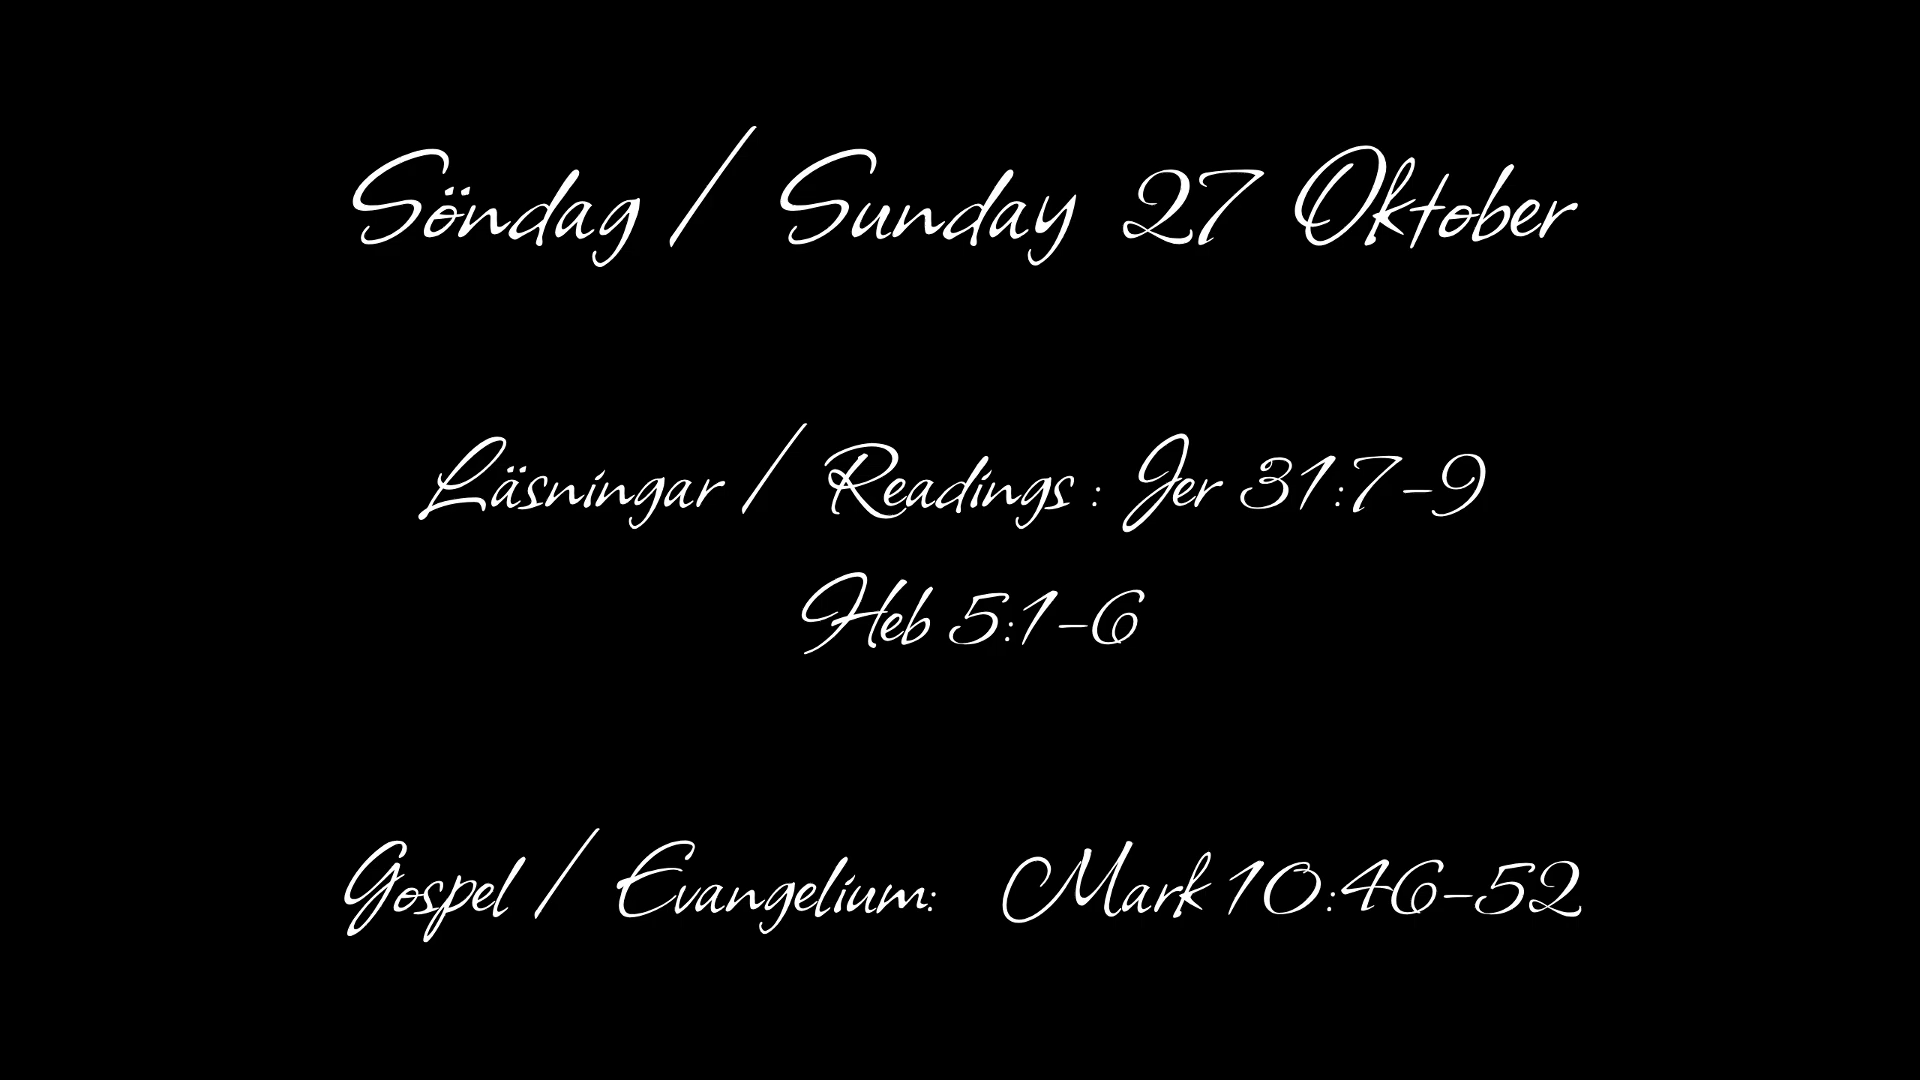 Söndag / Sunday 27 Oktober
Läsningar / Readings : Jer 31:7-9
Heb 5:1-6
Gospel / Evangelium: Mark 10:46-52